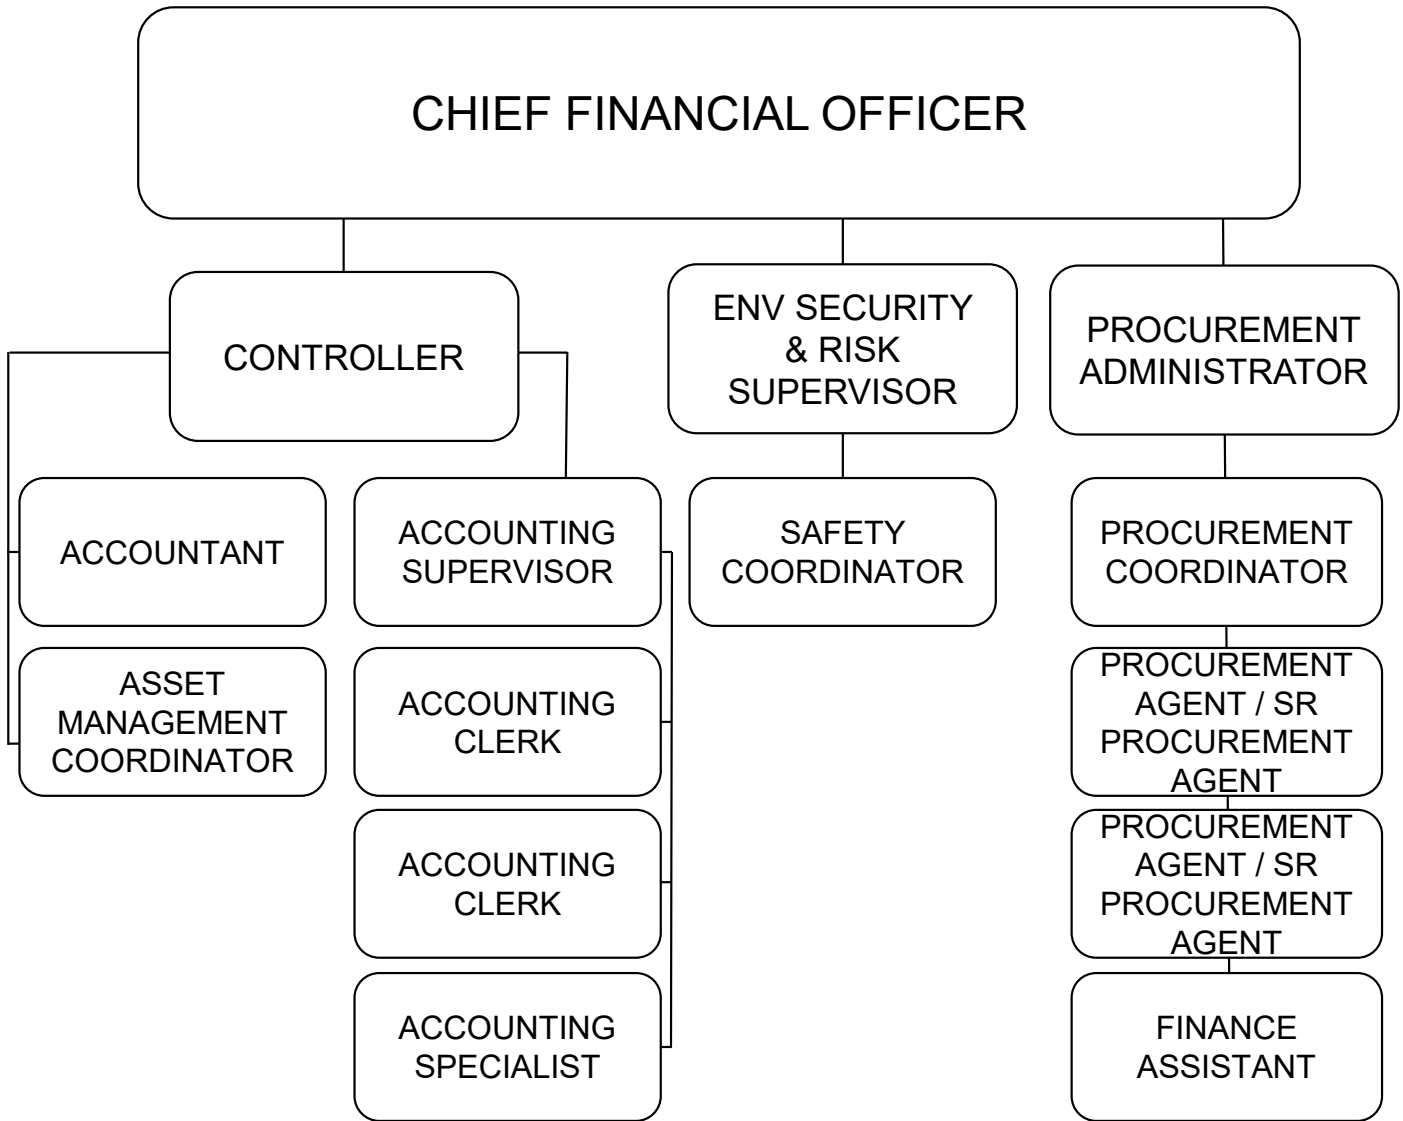 CHIEF FINANCIAL OFFICER
CONTROLLER
ENV SECURITY
& RISK
SUPERVISOR
PROCUREMENT
ADMINISTRATOR
ACCOUNTANT
ACCOUNTING
SUPERVISOR
SAFETY
COORDINATOR
PROCUREMENT
COORDINATOR
ASSET
MANAGEMENT
COORDINATOR
ACCOUNTING
CLERK
PROCUREMENT
AGENT / SR
PROCUREMENT
AGENT
ACCOUNTING
CLERK
PROCUREMENT
AGENT / SR
PROCUREMENT
AGENT
ACCOUNTING
SPECIALIST
FINANCE
ASSISTANT